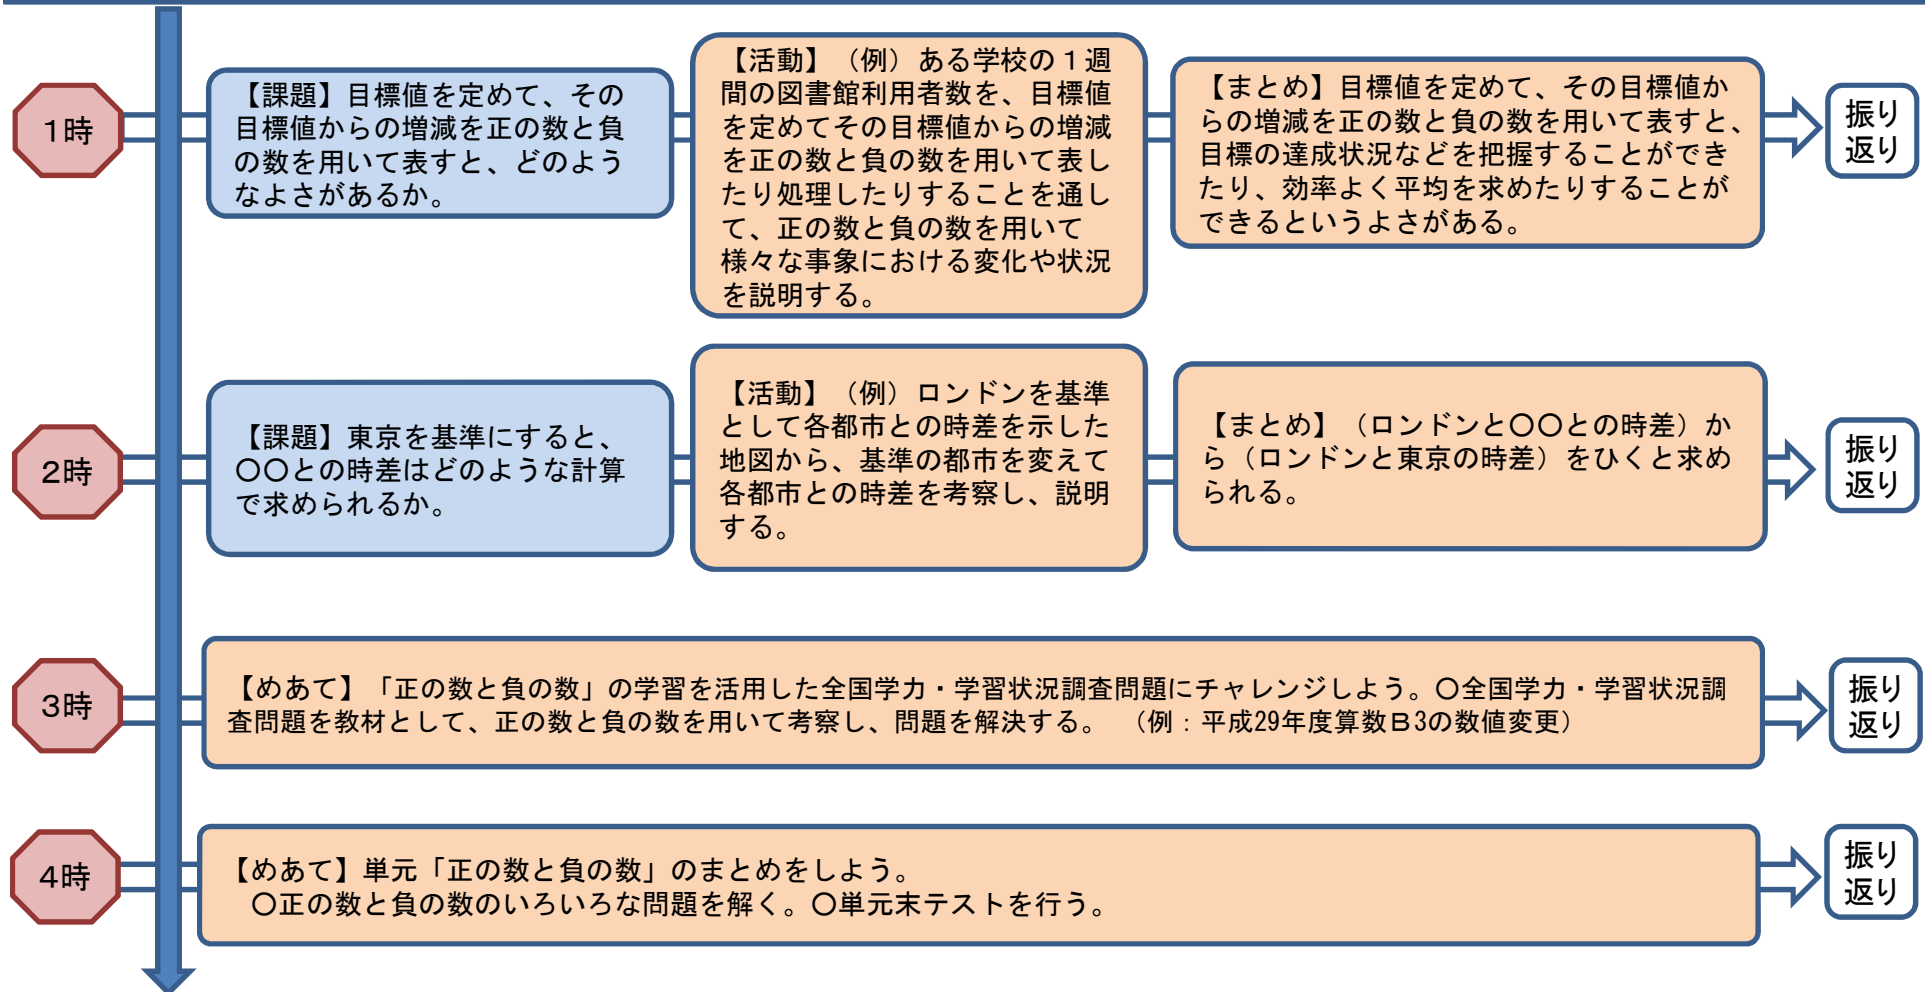 1時
【課題】目標値を定めて、その
目標値からの増減を正の数と負
の数を用いて表すと、どのよう
なよさがあるか。
【活動】（例）ある学校の１週
間の図書館利用者数を、目標値
を定めてその目標値からの増減
を正の数と負の数を用いて表し
たり処理したりすることを通し
て、正の数と負の数を用いて
様々な事象における変化や状況
を説明する。
【まとめ】目標値を定めて、その目標値か
らの増減を正の数と負の数を用いて表すと、
目標の達成状況などを把握することができ
たり、効率よく平均を求めたりすることが
できるというよさがある。
振り
返り
2時
【課題】東京を基準にすると、
〇〇との時差はどのような計算
で求められるか。
【活動】（例）ロンドンを基準
として各都市との時差を示した
地図から、基準の都市を変えて
各都市との時差を考察し、説明
する。
【まとめ】（ロンドンと〇〇との時差）か
ら（ロンドンと東京の時差）をひくと求め
られる。
振り
返り
3時
【めあて】「正の数と負の数」の学習を活用した全国学力・学習状況調査問題にチャレンジしよう。〇全国学力・学習状況調
査問題を教材として、正の数と負の数を用いて考察し、問題を解決する。　（例：平成29年度算数Ｂ3の数値変更）
振り
返り
4時
【めあて】単元「正の数と負の数」のまとめをしよう。
〇正の数と負の数のいろいろな問題を解く。〇単元末テストを行う。
振り
返り